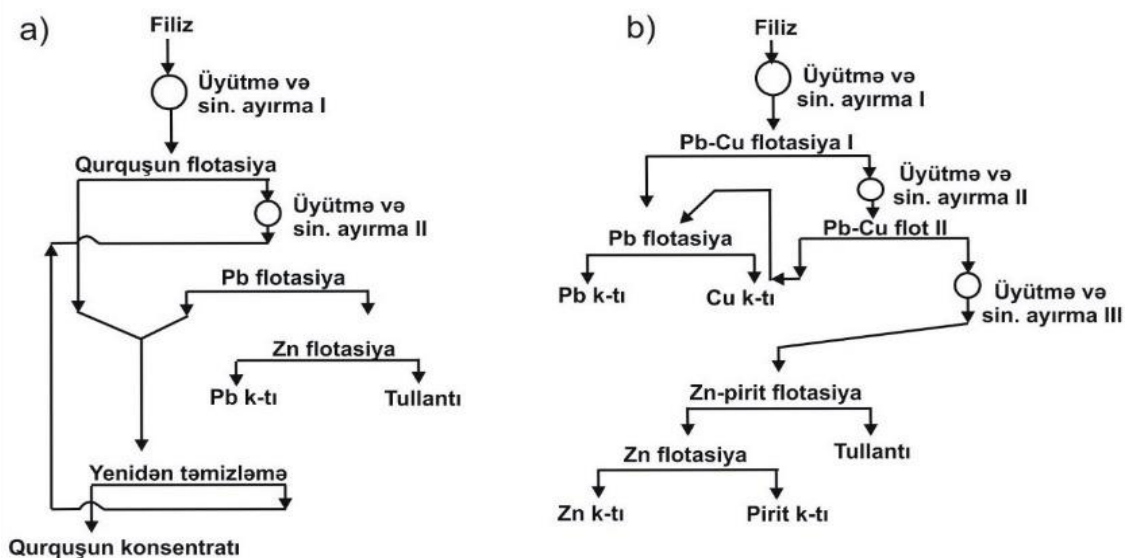 a)
Filiz
Üyütmə və
sin. ayırma I
Qurquşun flotasiya
Üyütmə və
sin. ayırma II
Pb flotasiya
Zn flotasiya
Pb k-tı
Tullantı
Yenidən təmizləmə
Qurquşun konsentratı
b)
Filiz
Üyütmə və
sin. ayırma I
Pb-Cu flotasiya I
Üyütmə və
sin. ayırma II
Pb-Cu flot II
Pb flotasiya
Pb k-tı
Cu k-tı
Üyütmə və
sin. ayırma III
Zn-pirit flotasiya
Tullantı
Zn flotasiya
Zn k-tı
Pirit k-tı